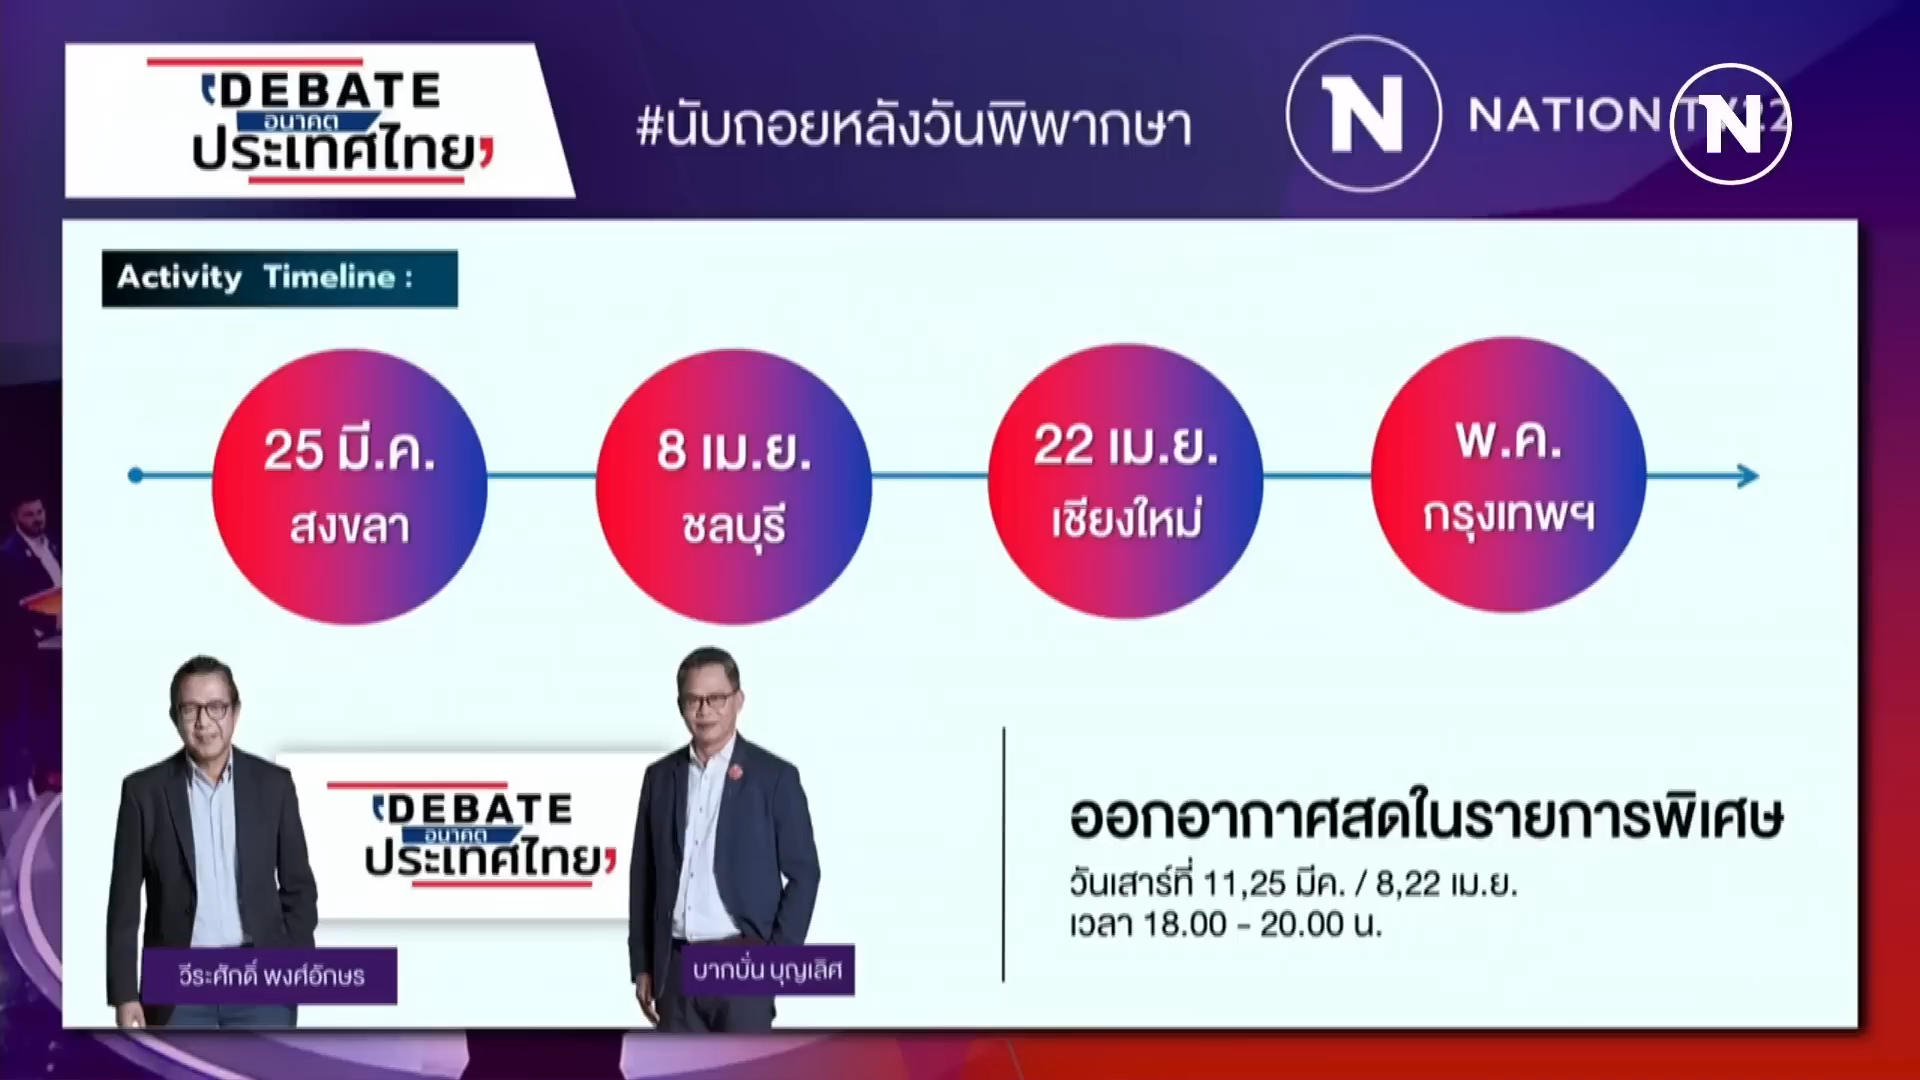 'DEBATE
อนาคต
ประเทศไทย'
#นับถอยหลังวันพิพากษา
N
NATION
N
Activity Timeline :
25 มี.ค.
สงขลา
8 เม.ย.
ชลบุรี
22 เม.ย.
เชียงใหม่
พ.ค.
กรุงเทพฯ
'DEBATE
อนาคต
ประเทศไทย'
วีระศักดิ์ พงศ์อักษร
บากบั่น บุญเลิศ
ออกอากาศสดในรายการพิเศษ
วันเสาร์ที่ 11,25 มีค. / 8,22 เม.ย.
เวลา 18.00 - 20.00 น.